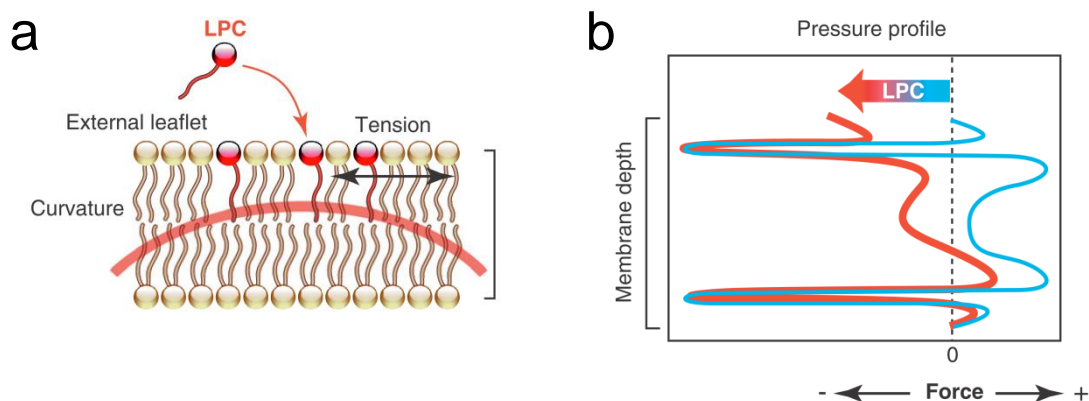 a
LPC
External leaflet
Tension
Curvature
b
Pressure profile
LPC
Membrane depth
0
- Force +